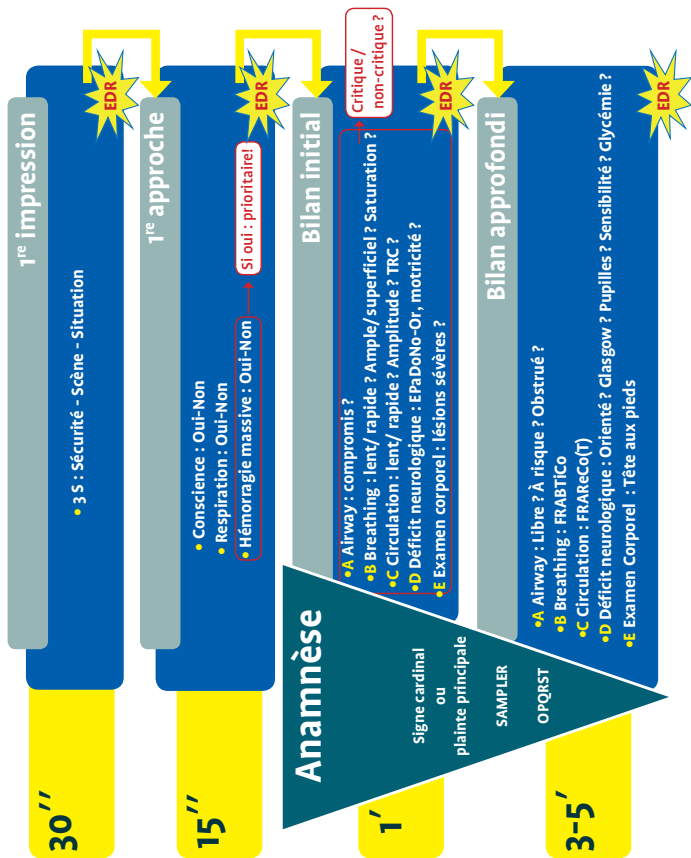 30’’
1re impression
• 3 S : Sécurité - Scène - Situation
EDR
15’’
1re approche
• Conscience : Oui-Non
• Respiration : Oui-Non
• Hémorragie massive : Oui-Non
Si oui : prioritaire!
EDR
1’
Bilan initial
•A Airway : compromis ?
•B Breathing : lent/ rapide ? Ample/ superficiel ? Saturation ?
•C Circulation : lent/ rapide ? Amplitude ? TRC ?
•D Déficit neurologique : EPaDoNo-Or, motricité ?
•E Examen corporel : lésions sévères ?
Critique /
non-critique ?
EDR
3-5’
Bilan approfondi
•A Airway : Libre ? À risque ? Obstrué ?
•B Breathing : FRABTiCo
•C Circulation : FRAReCo(T)
•D Déficit neurologique : Orienté ? Glasgow ? Pupilles ? Sensibilité ? Glycémie ?
•E Examen Corporel : Tête aux pieds
EDR
Anamnèse
Signe cardinal
ou
plainte principale
SAMPLER
OPQRST